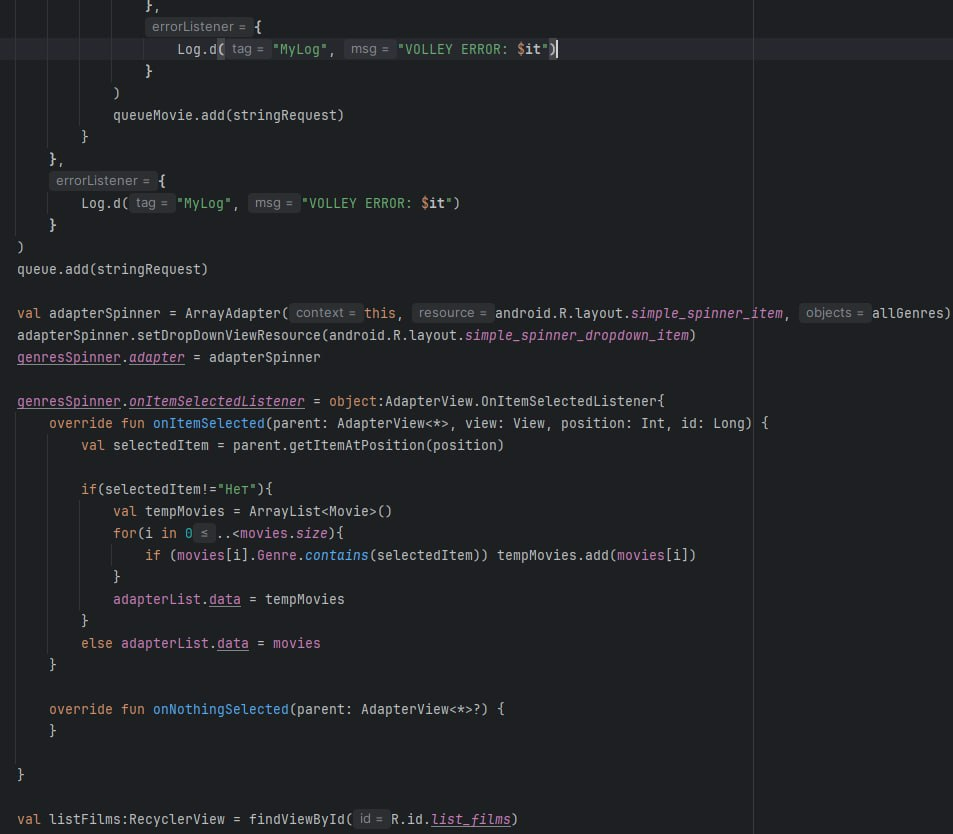 },
errorListener = {
Log.d( tag = "MyLog", msg = "VOLLEY ERROR: $it")
}
)
queueMovie.add(stringRequest)
}
},
errorListener = {
Log.d( tag = "MyLog", msg = "VOLLEY ERROR: $it")
}
)
queue.add(stringRequest)
val adapterSpinner = ArrayAdapter( context = this, resource = android.R.layout.simple_spinner_item, objects = allGenres)
adapterSpinner.setDropDownViewResource(android.R.layout.simple_spinner_dropdown_item)
genresSpinner.adapter = adapterSpinner
genresSpinner.onItemSelectedListener = object:AdapterView.OnItemSelectedListener{
override fun onItemSelected(parent: AdapterView<*>, view: View, position: Int, id: Long) {
val selectedItem = parent.getItemAtPosition(position)
if(selectedItem!="Нет"){
val tempMovies = ArrayList<Movie>()
for(i in 0 ≤ ..<movies.size){
if (movies[i].Genre.contains(selectedItem)) tempMovies.add(movies[i])
}
adapterList.data = tempMovies
}
else adapterList.data = movies
}
override fun onNothingSelected(parent: AdapterView<*>?) {
}
}
val listFilms:RecyclerView = findViewById( id = R.id.list_films)